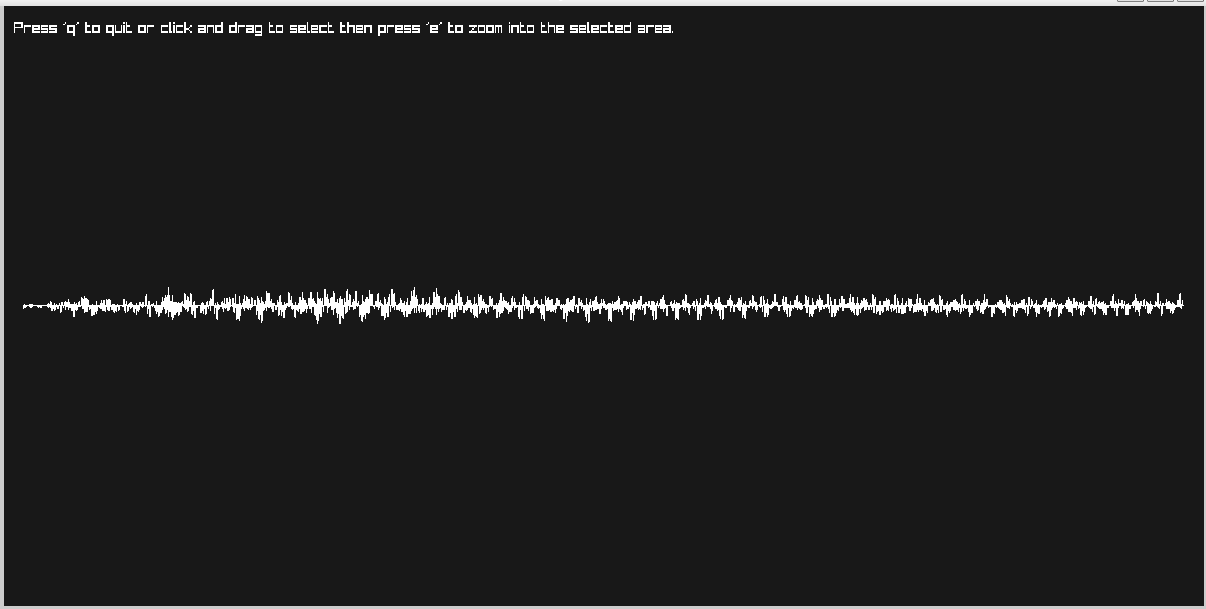 Press 'q' to quit or click and drag to select then press 'e' to zoom into the selected area.